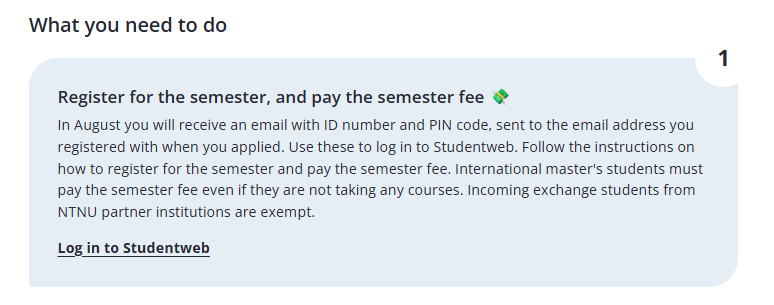 What you need to do
1
Register for the semester, and pay the semester fee 💸
In August you will receive an email with ID number and PIN code, sent to the email address you
registered with when you applied. Use these to log in to Studentweb. Follow the instructions on
how to register for the semester and pay the semester fee. International master's students must
pay the semester fee even if they are not taking any courses. Incoming exchange students from
NTNU partner institutions are exempt.
Log in to Studentweb